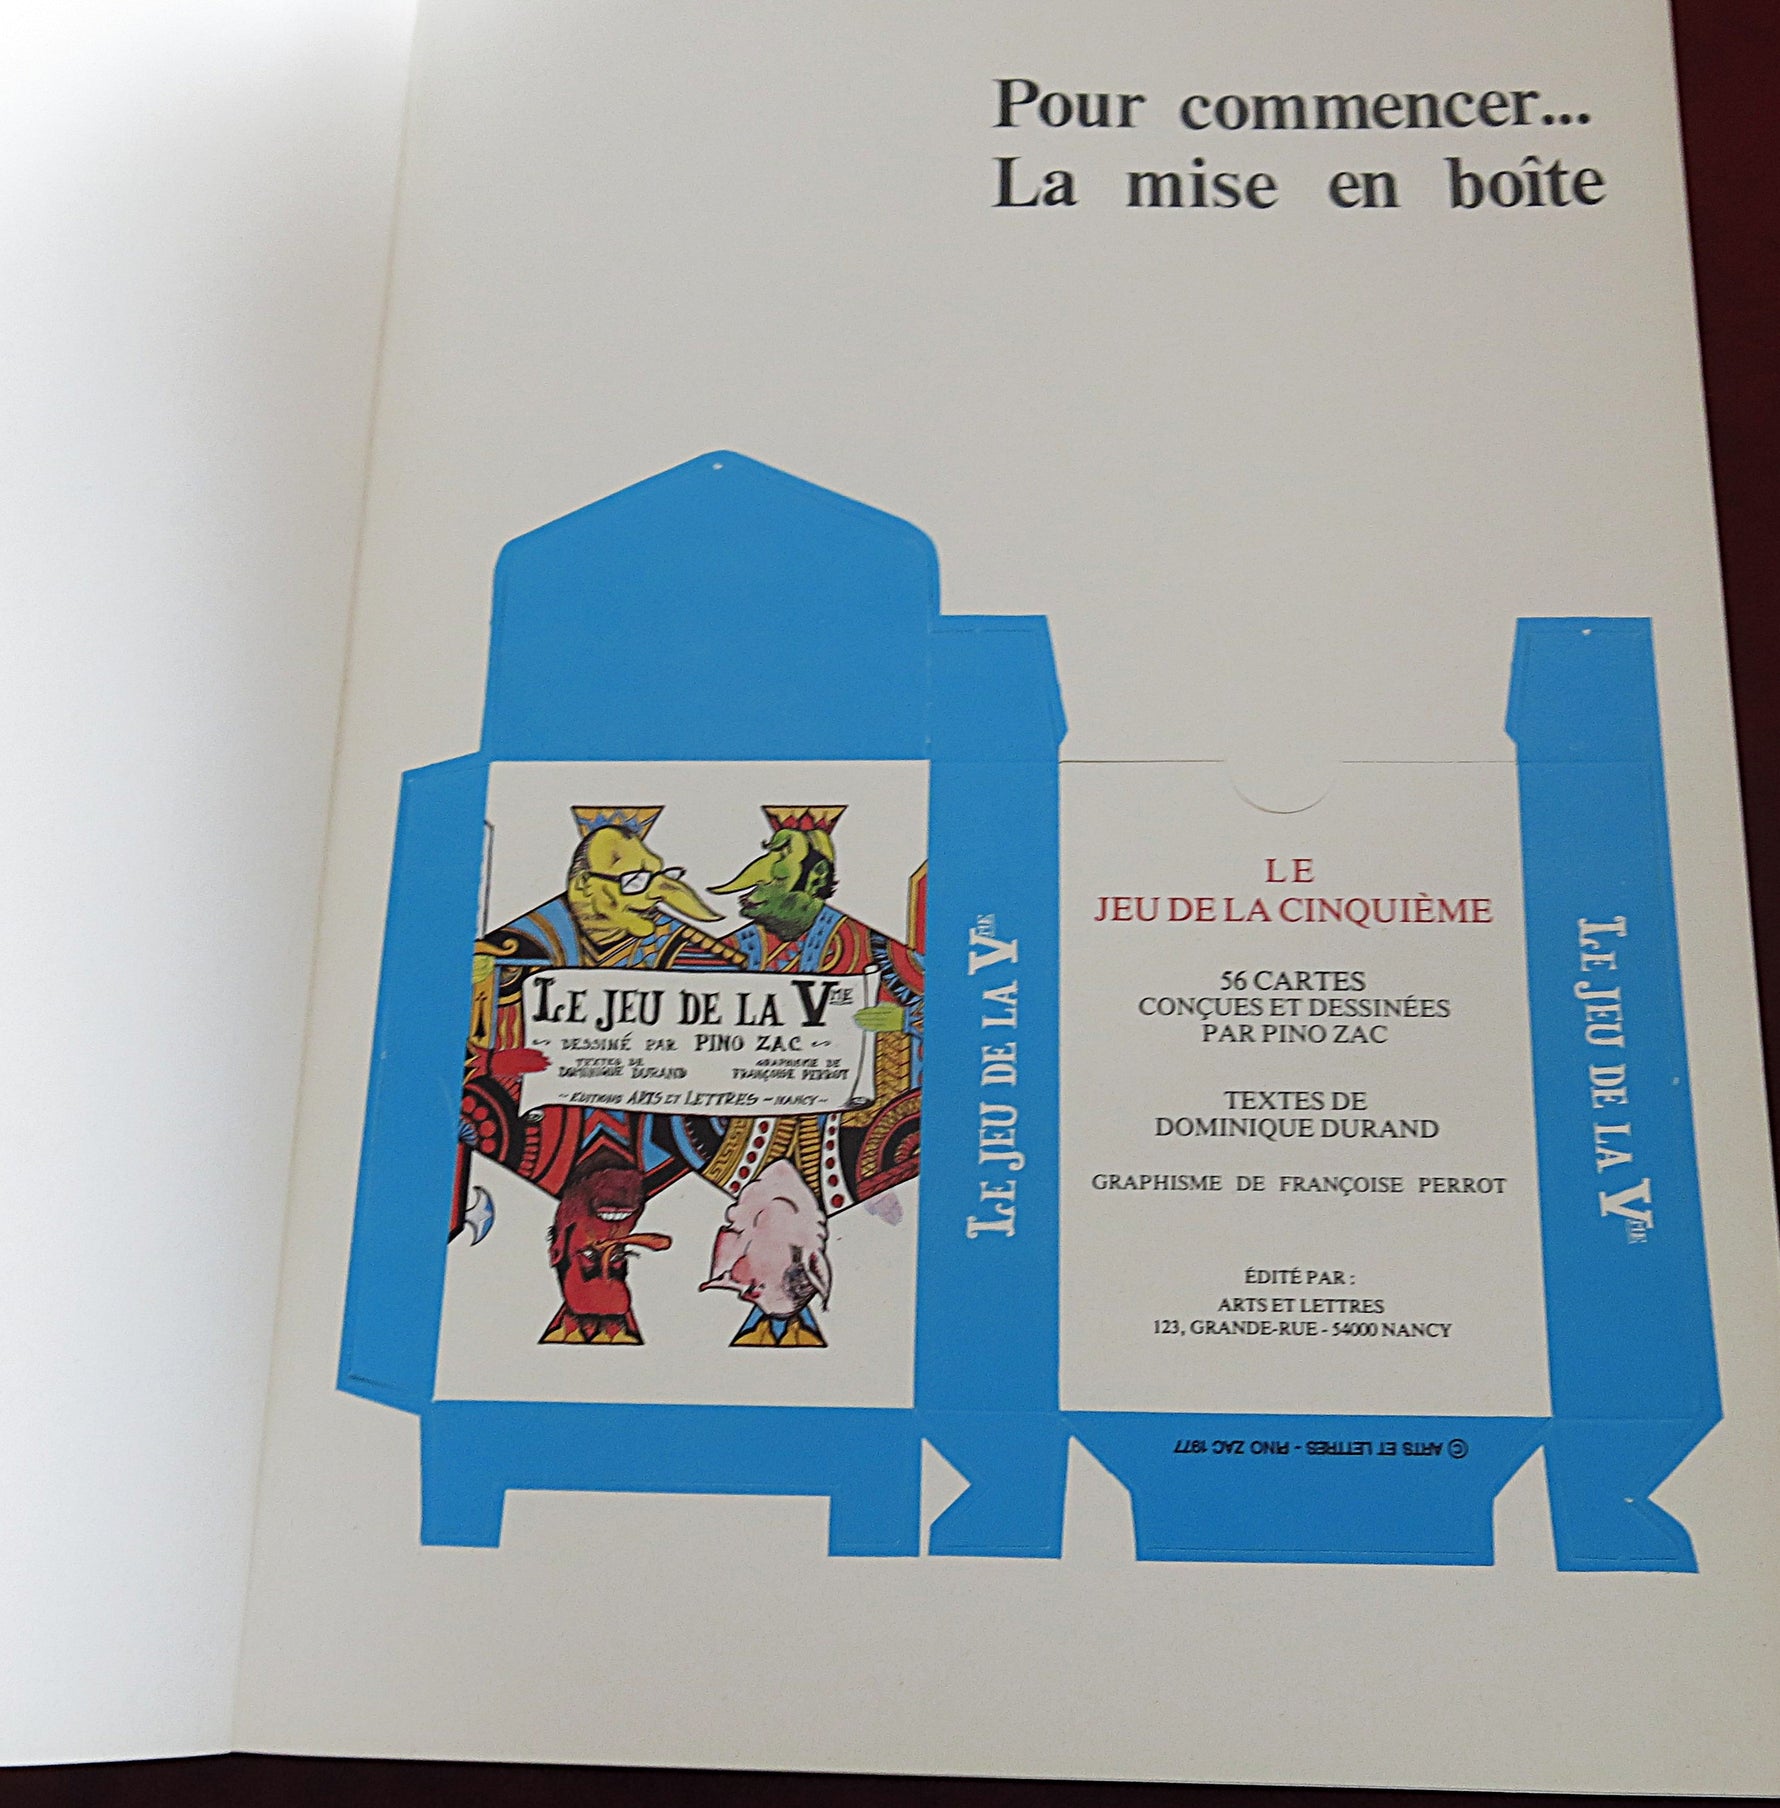 Pour commencer...
La mise en boîte
LE JEU DE LA Vᵐᴱ
DESSINÉ PAR PINO ZAC
TEXTES DE
DOMINIQUE DURAND
GRAPHISME DE
FRANÇOISE PERROT
~ EDITIONS ARTS ET LETTRES - NANCY ~
LE JEU DE LA Vᵐᴱ
LE
JEU DE LA CINQUIÈME
56 CARTES
CONÇUES ET DESSINÉES
PAR PINO ZAC
TEXTES DE
DOMINIQUE DURAND
GRAPHISME DE FRANÇOISE PERROT
ÉDITÉ PAR :
ARTS ET LETTRES
123, GRANDE-RUE - 54000 NANCY
LE JEU DE LA Vᵐᴱ
© ARTS ET LETTRES - PINO ZAC 1977